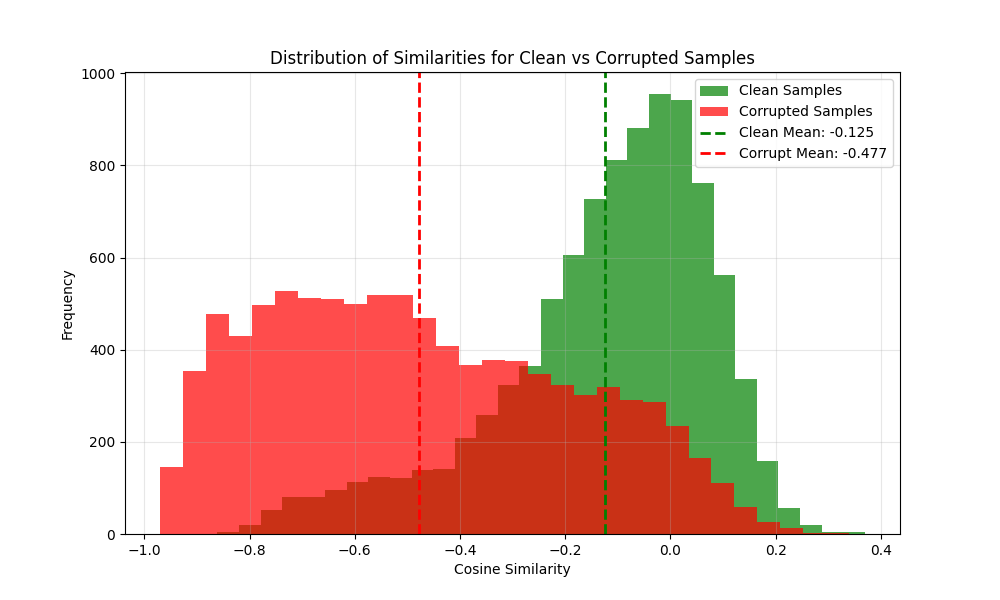 Distribution of Similarities for Clean vs Corrupted Samples
Clean Samples
Corrupted Samples
Clean Mean: -0.125
Corrupt Mean: -0.477
Frequency
1000
800
600
400
200
0
−1.0 −0.8 −0.6 −0.4 −0.2 0.0 0.2 0.4
Cosine Similarity